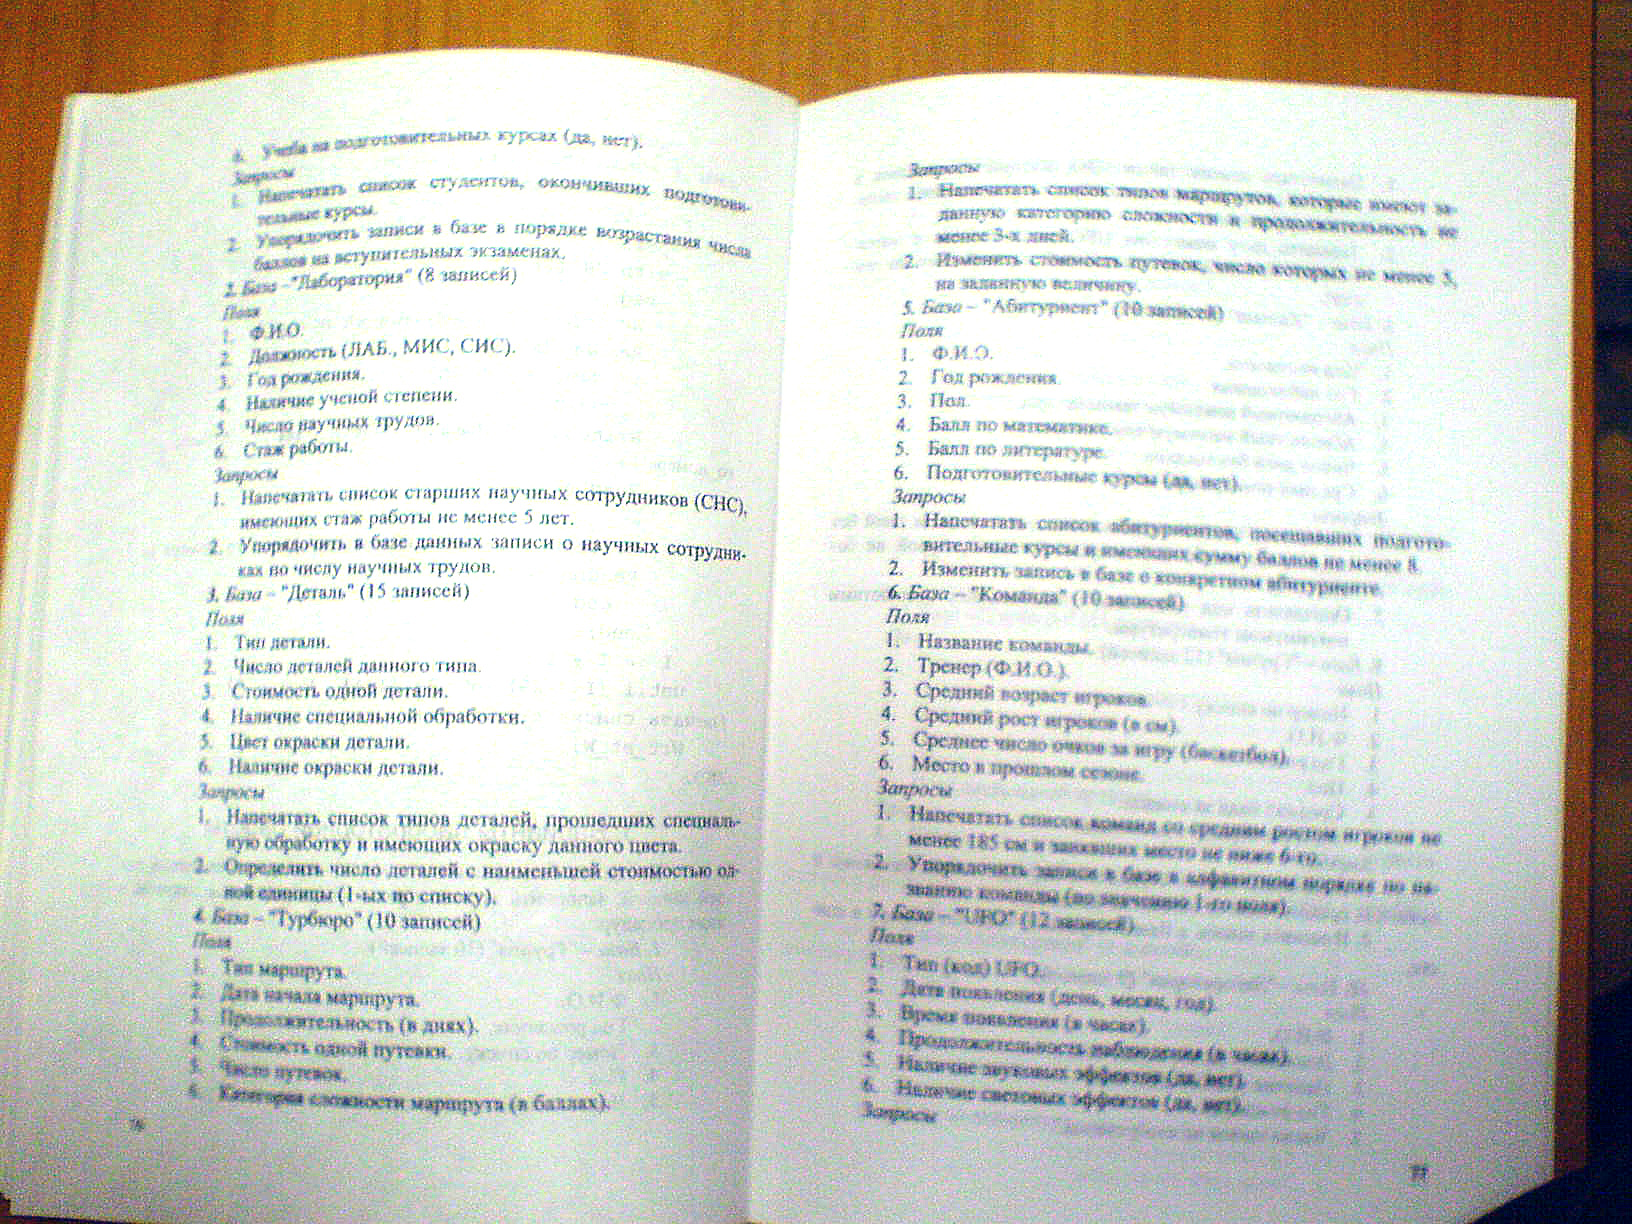 6. Учеба на подготовительных курсах (да, нет).
Запросы
1. Напечатать список студентов, окончивших подготови-
тельные курсы.
2. Упорядочить записи в базе в порядке возрастания числа
баллов на вступительных экзаменах.
2. База – "Лаборатория" (8 записей)
Поля
1. Ф.И.О.
2. Должность (ЛАБ., МНС, СНС).
3. Год рождения.
4. Наличие ученой степени.
5. Число научных трудов.
6. Стаж работы.
Запросы
1. Напечатать список старших научных сотрудников (СНС),
имеющих стаж работы не менее 5 лет.
2. Упорядочить в базе данных записи о научных сотрудни-
ках по числу научных трудов.
3. База – "Деталь" (15 записей)
Поля
1. Тип детали.
2. Число деталей данного типа.
3. Стоимость одной детали.
4. Наличие специальной обработки.
5. Цвет окраски детали.
6. Наличие окраски детали.
Запросы
1. Напечатать список типов деталей, прошедших специаль-
ную обработку и имеющих окраску данного цвета.
2. Определить число деталей с наименьшей стоимостью од-
ной единицы (1-ых по списку).
4. База – "Турбюро" (10 записей)
Поля
1. Тип маршрута.
2. Дата начала маршрута.
3. Продолжительность (в днях).
4. Стоимость одной путевки.
5. Число путевок.
6. Категория сложности маршрута (в баллах).
76
Запросы
1. Напечатать список типов маршрутов, которые имеют за-
данную категорию сложности и продолжительность не
менее 3-х дней.
2. Изменить стоимость путевок, число которых не менее 5,
на заданную величину.
5. База – "Абитуриент" (10 записей)
Поля
1. Ф.И.О.
2. Год рождения.
3. Пол.
4. Балл по математике.
5. Балл по литературе.
6. Подготовительные курсы (да, нет).
Запросы
1. Напечатать список абитуриентов, посещавших подгото-
вительные курсы и имеющих сумму баллов не менее 8.
2. Изменить запись в базе о конкретном абитуриенте.
6. База – "Команда" (10 записей)
Поля
1. Название команды.
2. Тренер (Ф.И.О.).
3. Средний возраст игроков.
4. Средний рост игроков (в см).
5. Среднее число очков за игру (баскетбол).
6. Место в прошлом сезоне.
Запросы
1. Напечатать список команд со средним ростом игроков не
менее 185 см и занявших место не ниже 6-го.
2. Упорядочить записи в базе в алфавитном порядке по на-
званию команды (по значению 1-го поля).
7. База – "UFO" (12 записей)
Поля
1. Тип (код) UFO.
2. Дата появления (день, месяц, год).
3. Время появления (в часах).
4. Продолжительность наблюдения (в часах).
5. Наличие звуковых эффектов (да, нет).
6. Наличие световых эффектов (да, нет).
Запросы
77